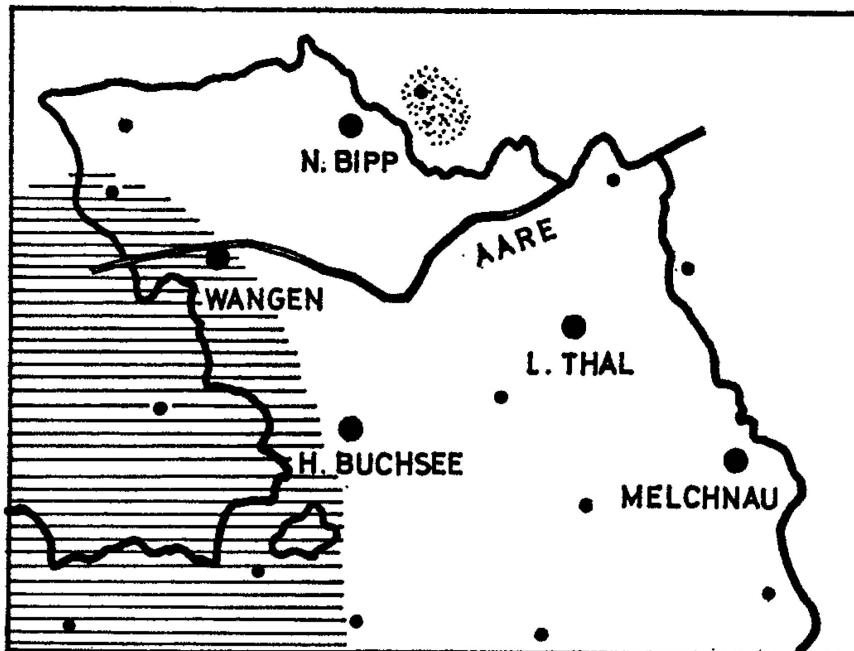 N. BIPP
AARE
WANGEN
L. THAL
H. BUCHSEE
MELCHNAU